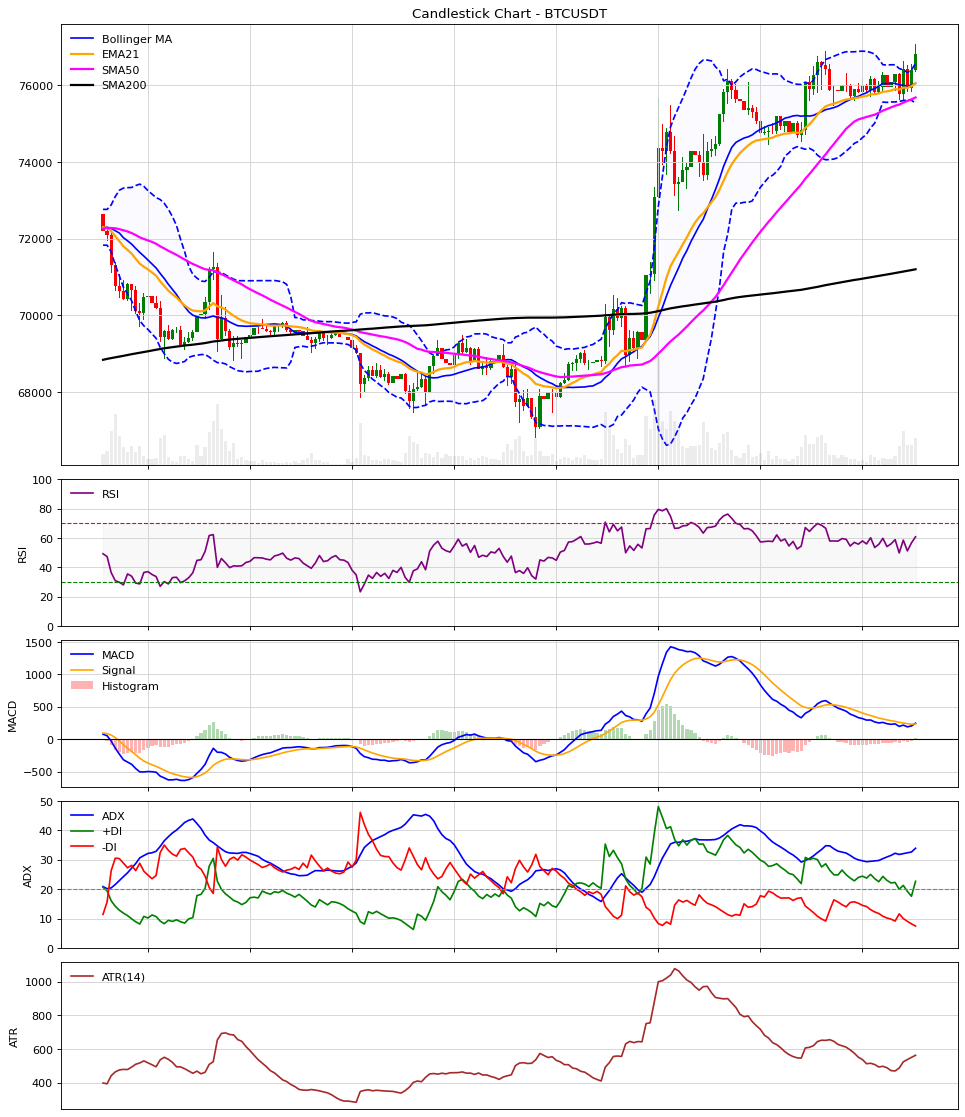 Candlestick Chart - BTCUSDT
Bollinger MA
EMA21
SMA50
SMA200
76000
74000
72000
70000
68000
RSI
RSI
100
80
60
40
20
0
MACD
Signal
Histogram
MACD
1500
1000
500
0
−500
ADX
+DI
-DI
ADX
50
40
30
20
10
0
ATR(14)
ATR
1000
800
600
400